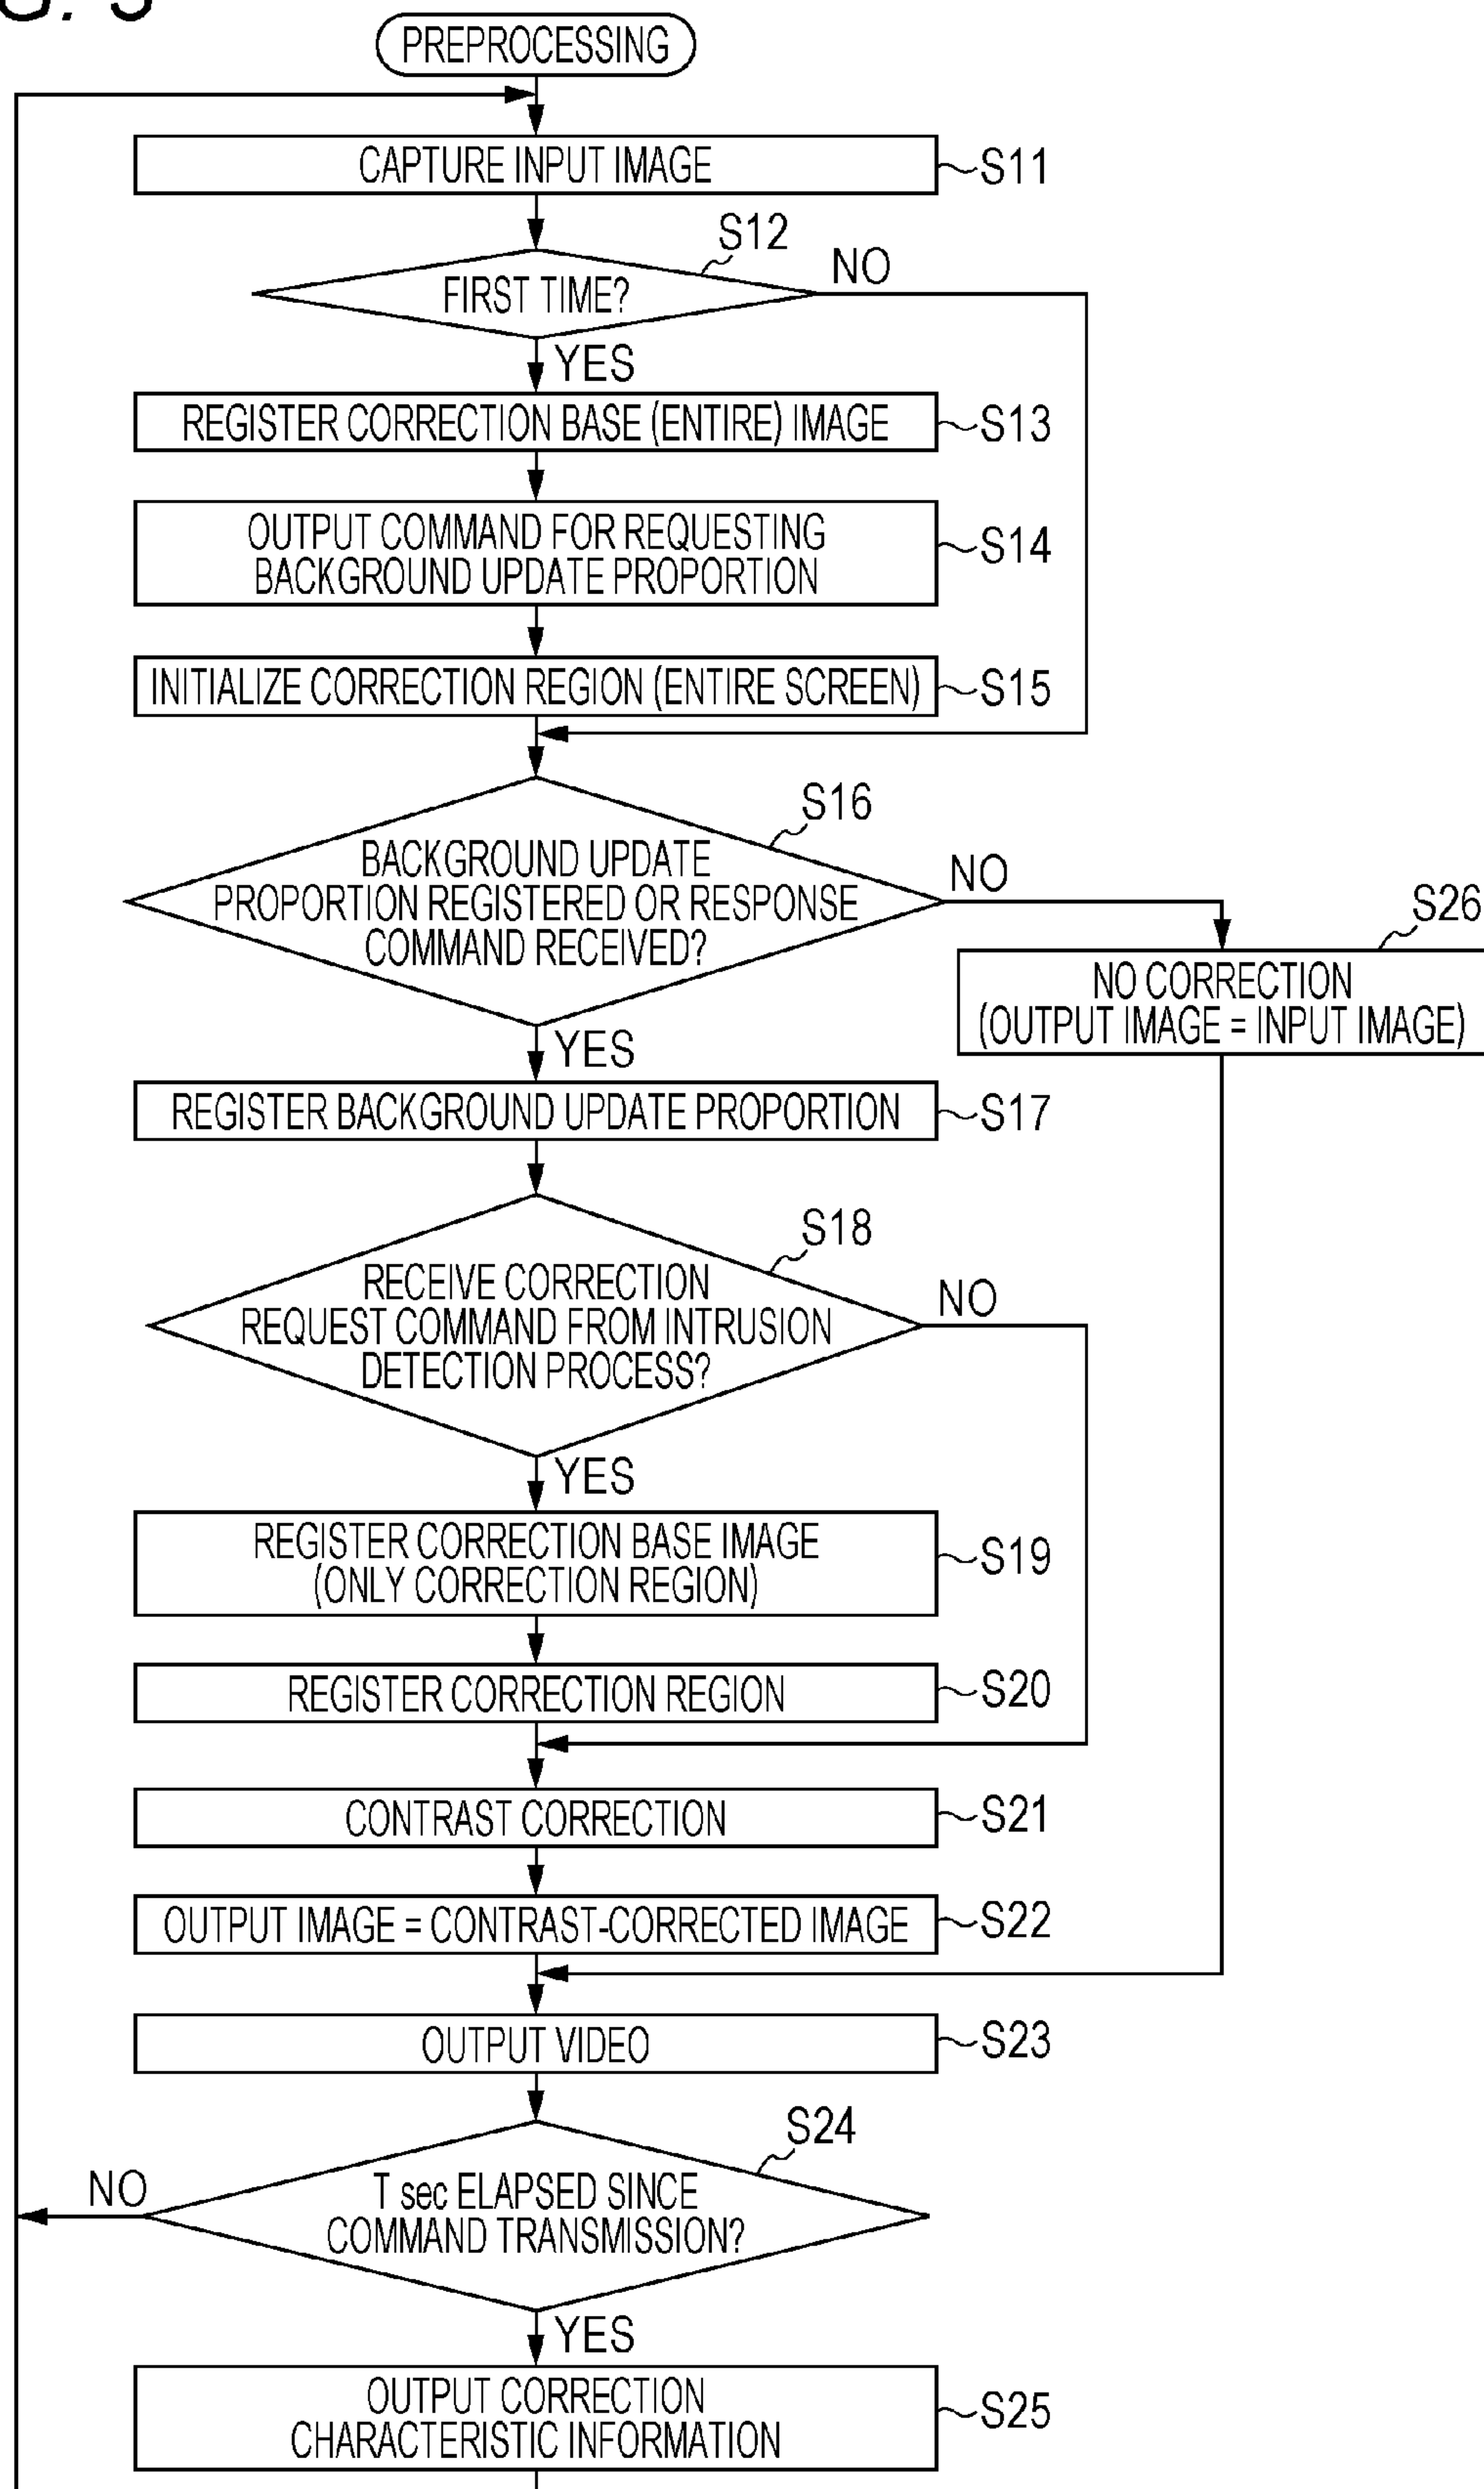 G. 5
PREPROCESSING
CAPTURE INPUT IMAGE
S11
S12
FIRST TIME?
NO
YES
REGISTER CORRECTION BASE (ENTIRE) IMAGE
S13
OUTPUT COMMAND FOR REQUESTING
BACKGROUND UPDATE PROPORTION
S14
INITIALIZE CORRECTION REGION (ENTIRE SCREEN)
S15
S16
BACKGROUND UPDATE
PROPORTION REGISTERED OR RESPONSE
COMMAND RECEIVED?
NO
S26
NO CORRECTION
(OUTPUT IMAGE = INPUT IMAGE)
YES
REGISTER BACKGROUND UPDATE PROPORTION
S17
S18
RECEIVE CORRECTION
REQUEST COMMAND FROM INTRUSION
DETECTION PROCESS?
NO
YES
REGISTER CORRECTION BASE IMAGE
(ONLY CORRECTION REGION)
S19
REGISTER CORRECTION REGION
S20
CONTRAST CORRECTION
S21
OUTPUT IMAGE = CONTRAST-CORRECTED IMAGE
S22
OUTPUT VIDEO
S23
S24
T sec ELAPSED SINCE
COMMAND TRANSMISSION?
NO
YES
OUTPUT CORRECTION
CHARACTERISTIC INFORMATION
S25